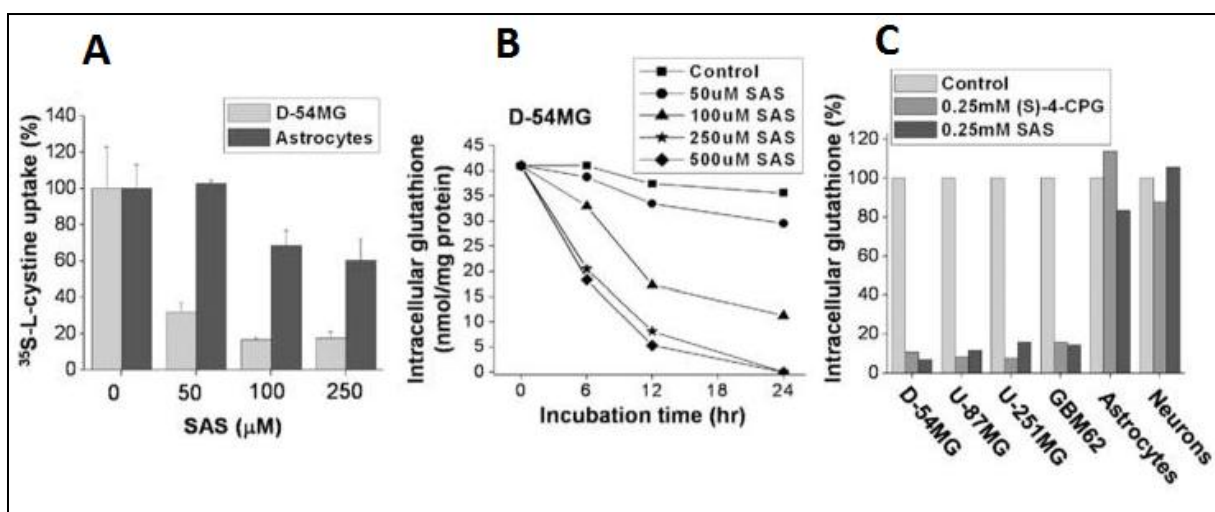 A
D-54MG
Astrocytes
³⁵S-L-cystine uptake (%)
140
120
100
80
60
40
20
0
0 50 100 250
SAS (µM)
B
Control
50uM SAS
100uM SAS
250uM SAS
500uM SAS
D-54MG
Intracellular glutathione
(nmol/mg protein)
45
40
35
30
25
20
15
10
5
0
0 6 12 18 24
Incubation time (hr)
C
Control
0.25mM (S)-4-CPG
0.25mM SAS
Intracellular glutathione (%)
120
100
80
60
40
20
0
D-54MG
U-87MG
U-251MG
GBM62
Astrocytes
Neurons